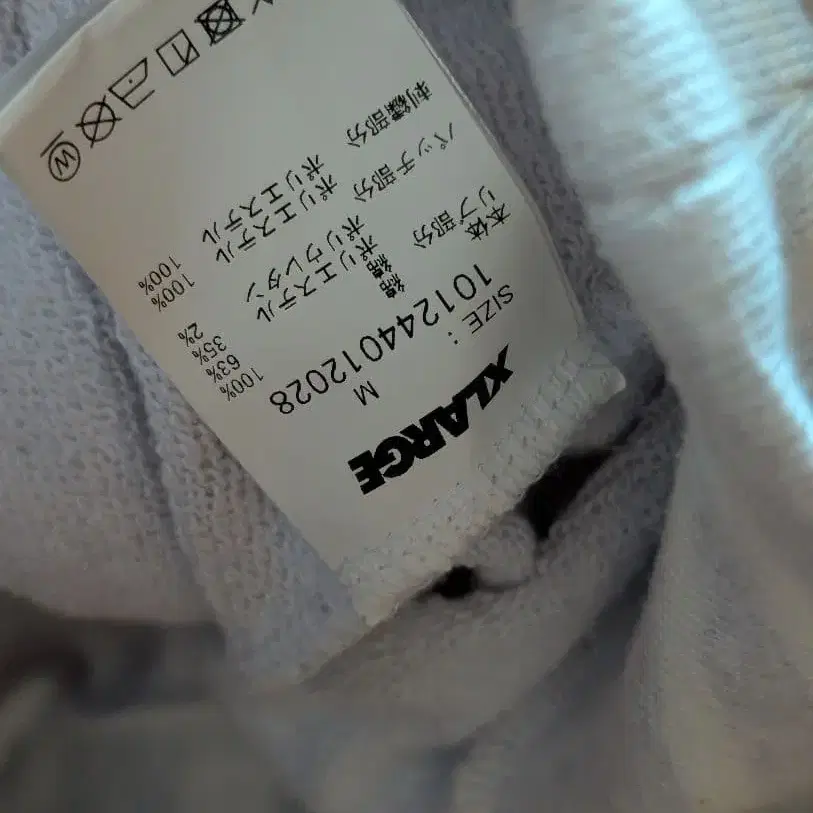 XLARGE
SIZE : M
101244012028
本体 綿 100%
リブ部分 綿 63%
ポリエステル 35%
ポリウレタン 2%
パッチ部分 ポリエステル 100%
刺繍部分 ポリエステル 100%
W